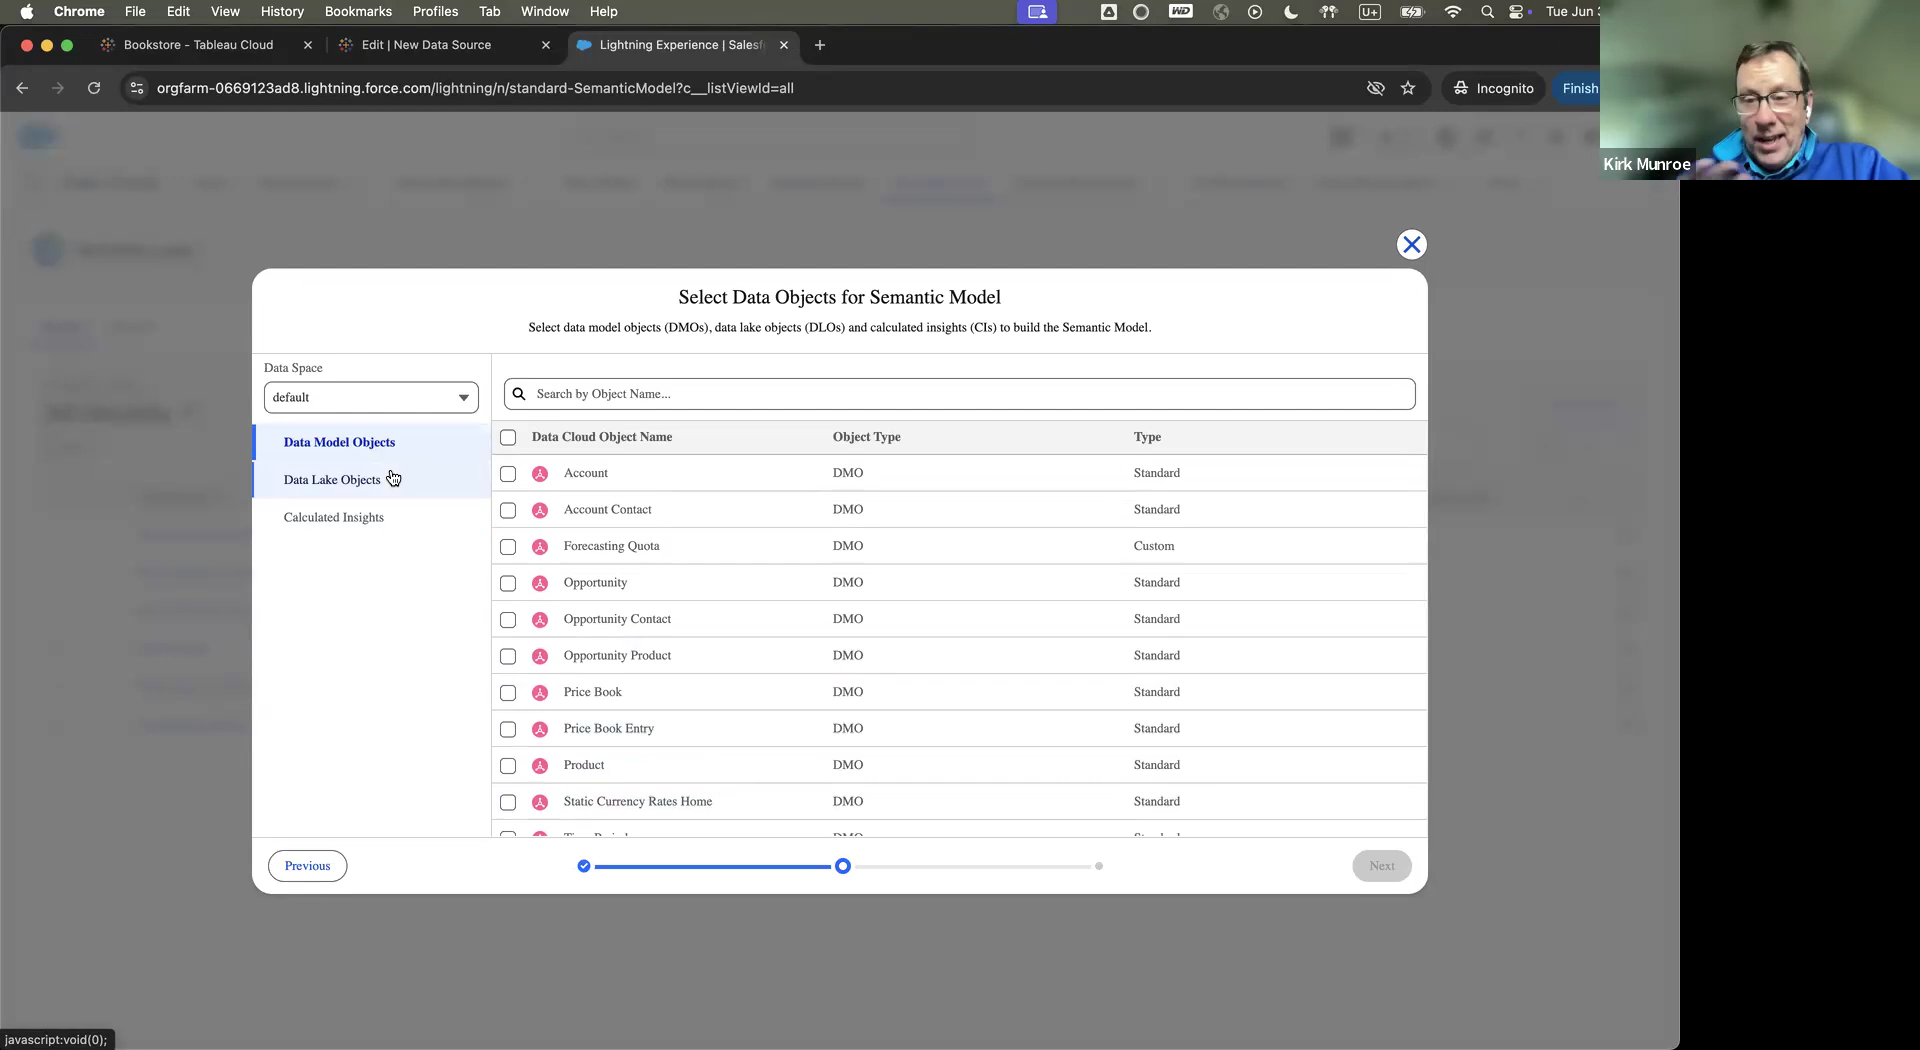 Chrome File Edit View History Bookmarks Profiles Tab Window Help
WD
U+
Tue Jun
Bookstore - Tableau Cloud
Edit | New Data Source
Lightning Experience | Salesf
orgfarm-0669123ad8.lightning.force.com/lightning/n/standard-SemanticModel?c__listViewId=all
Incognito
Finish
Kirk Munroe
Select Data Objects for Semantic Model
Select data model objects (DMOs), data lake objects (DLOs) and calculated insights (CIs) to build the Semantic Model.
Data Space
default
Data Model Objects
Data Lake Objects
Calculated Insights
Search by Object Name...
Data Cloud Object Name Object Type Type
Account DMO Standard
Account Contact DMO Standard
Forecasting Quota DMO Custom
Opportunity DMO Standard
Opportunity Contact DMO Standard
Opportunity Product DMO Standard
Price Book DMO Standard
Price Book Entry DMO Standard
Product DMO Standard
Static Currency Rates Home DMO Standard
Previous
Next
javascript:void(0);